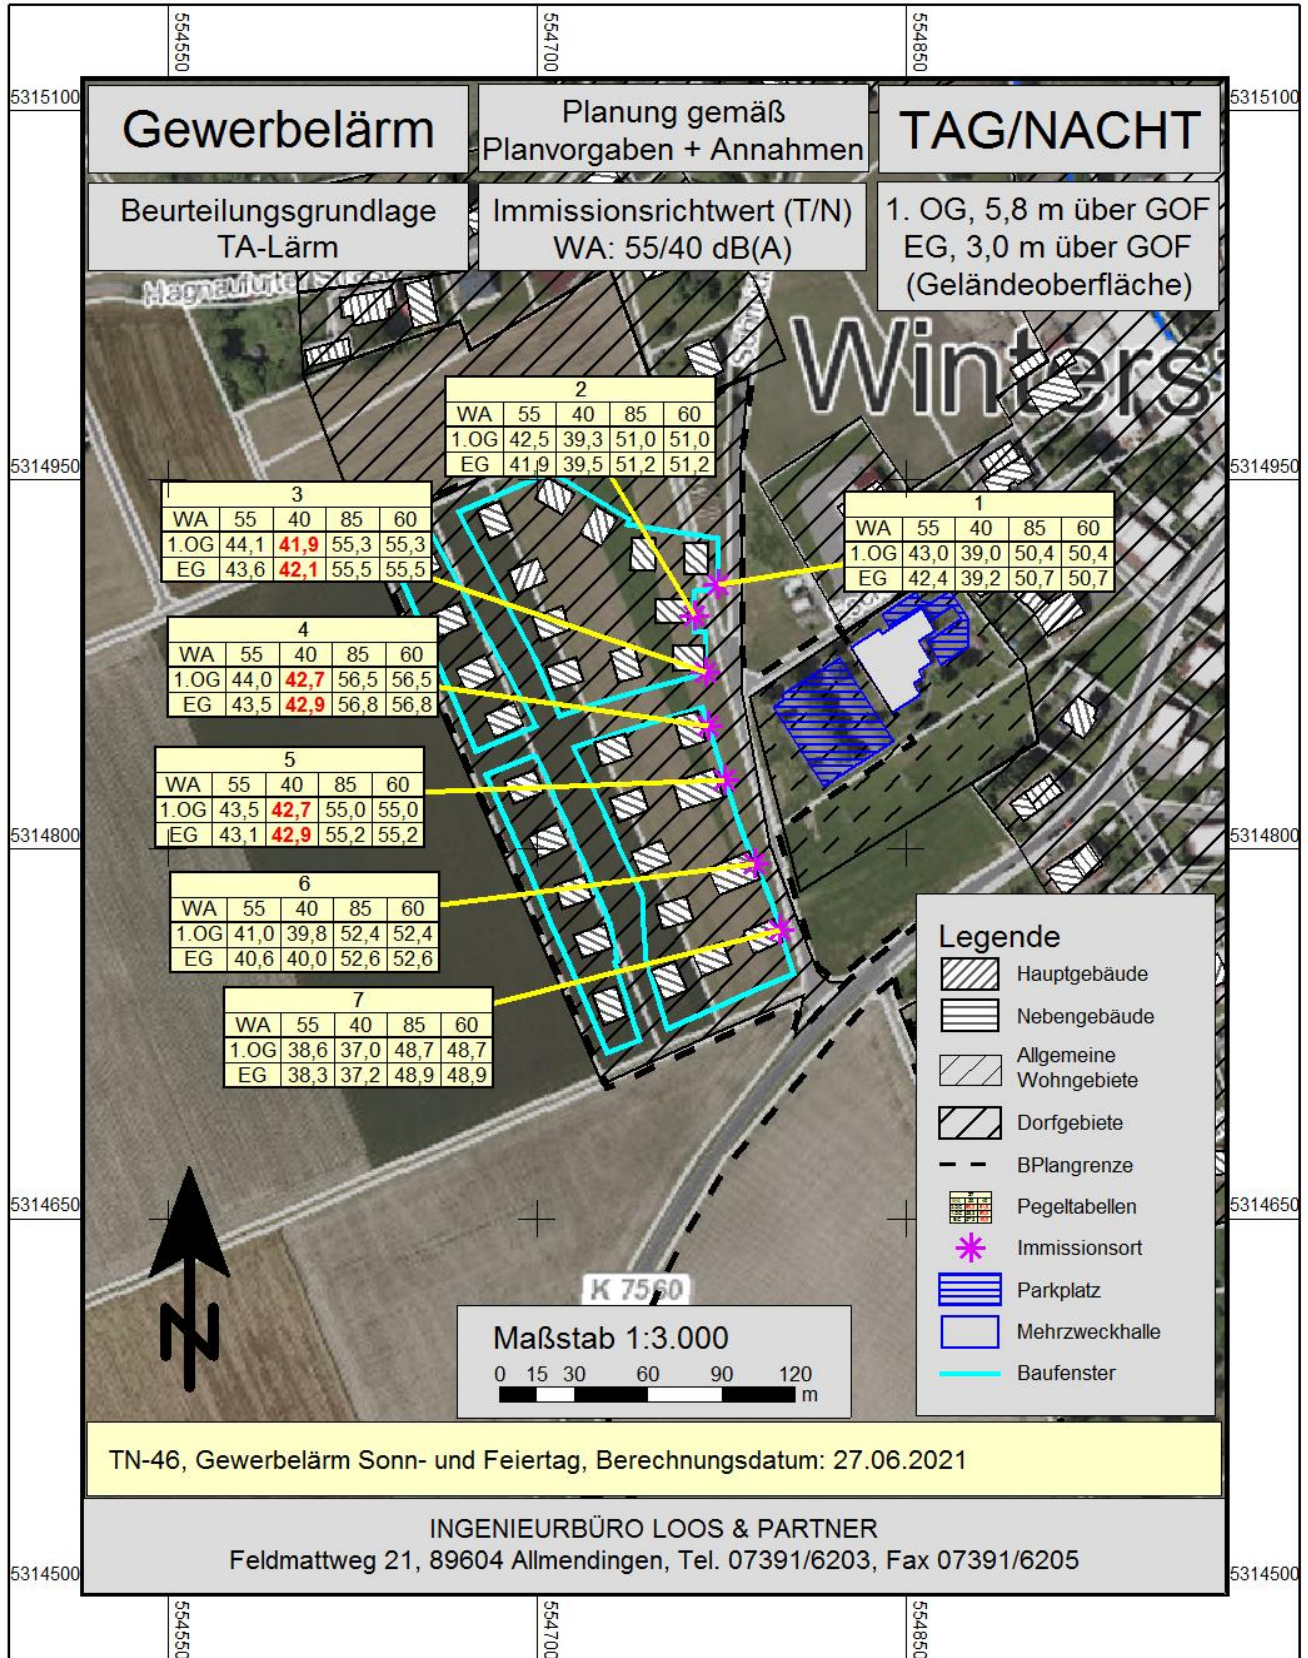 554550
554700
554850
5315100
5315100
Gewerbelärm
Planung gemäß
Planvorgaben + Annahmen
TAG/NACHT
Beurteilungsgrundlage
TA-Lärm
Immissionsrichtwert (T/N)
WA: 55/40 dB(A)
1. OG, 5,8 m über GOF
EG, 3,0 m über GOF
(Geländeoberfläche)
Winters
2
WA 55 40 85 60
1.OG 42,5 39,3 51,0 51,0
EG 41,9 39,5 51,2 51,2
5314950
5314950
3
WA 55 40 85 60
1.OG 44,1 41,9 55,3 55,3
EG 43,6 42,1 55,5 55,5
1
WA 55 40 85 60
1.OG 43,0 39,0 50,4 50,4
EG 42,4 39,2 50,7 50,7
4
WA 55 40 85 60
1.OG 44,0 42,7 56,5 56,5
EG 43,5 42,9 56,8 56,8
5
WA 55 40 85 60
1.OG 43,5 42,7 55,0 55,0
EG 43,1 42,9 55,2 55,2
5314800
5314800
6
WA 55 40 85 60
1.OG 41,0 39,8 52,4 52,4
EG 40,6 40,0 52,6 52,6
7
WA 55 40 85 60
1.OG 38,6 37,0 48,7 48,7
EG 38,3 37,2 48,9 48,9
Legende
Hauptgebäude
Nebengebäude
Allgemeine
Wohngebiete
Dorfgebiete
BPlangrenze
Pegeltabellen
Immissionsort
Parkplatz
Mehrzweckhalle
Baufenster
5314650
5314650
N
K 7560
Maßstab 1:3.000
0 15 30 60 90 120
m
TN-46, Gewerbelärm Sonn- und Feiertag, Berechnungsdatum: 27.06.2021
INGENIEURBÜRO LOOS & PARTNER
Feldmattweg 21, 89604 Allmendingen, Tel. 07391/6203, Fax 07391/6205
5314500
5314500
554550
554700
554850